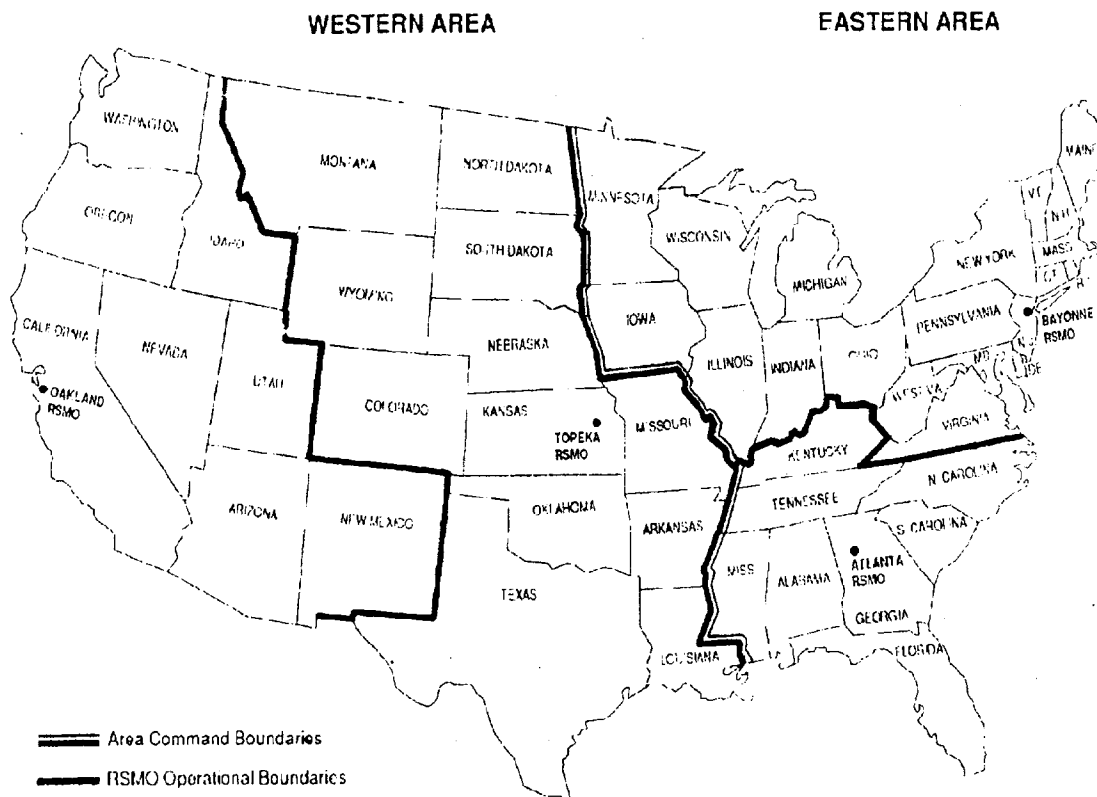 WESTERN AREA
EASTERN AREA
WASHINGTON
MONTANA
NORTH DAKOTA
MINNESOTA
MAINE
OREGON
IDAHO
SOUTH DAKOTA
WISCONSIN
VT
N H
MASS
NEW YORK
CT
R I
WYOMING
MICHIGAN
CALIFORNIA
NEVADA
NEBRASKA
IOWA
PENNSYLVANIA
BAYONNE
RSMO
ILLINOIS
INDIANA
OHIO
MD
DE
UTAH
COLORADO
KANSAS
MISSOURI
WEST VA
VIRGINIA
OAKLAND
RSMO
TOPEKA
RSMO
KENTUCKY
N. CAROLINA
TENNESSEE
ARIZONA
NEW MEXICO
OKLAHOMA
ARKANSAS
S. CAROLINA
ATLANTA
RSMO
MISS
ALABAMA
TEXAS
GEORGIA
LOUISIANA
FLORIDA
Area Command Boundaries
RSMO Operational Boundaries